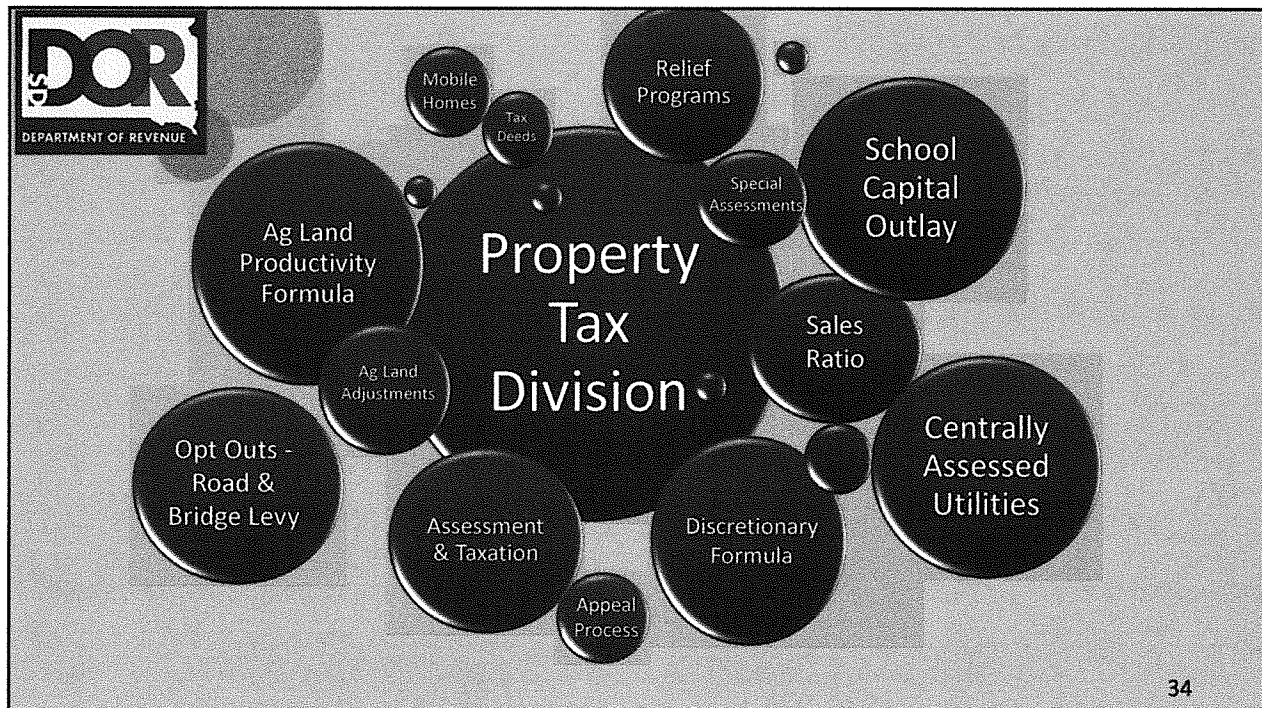 SD
DOR
DEPARTMENT OF REVENUE
Mobile
Homes
Tax
Deeds
Relief
Programs
School
Capital
Outlay
Special
Assessments
Ag Land
Productivity
Formula
Property
Tax
Division
Sales
Ratio
Ag Land
Adjustments
Opt Outs -
Road &
Bridge Levy
Centrally
Assessed
Utilities
Assessment
& Taxation
Discretionary
Formula
Appeal
Process
34